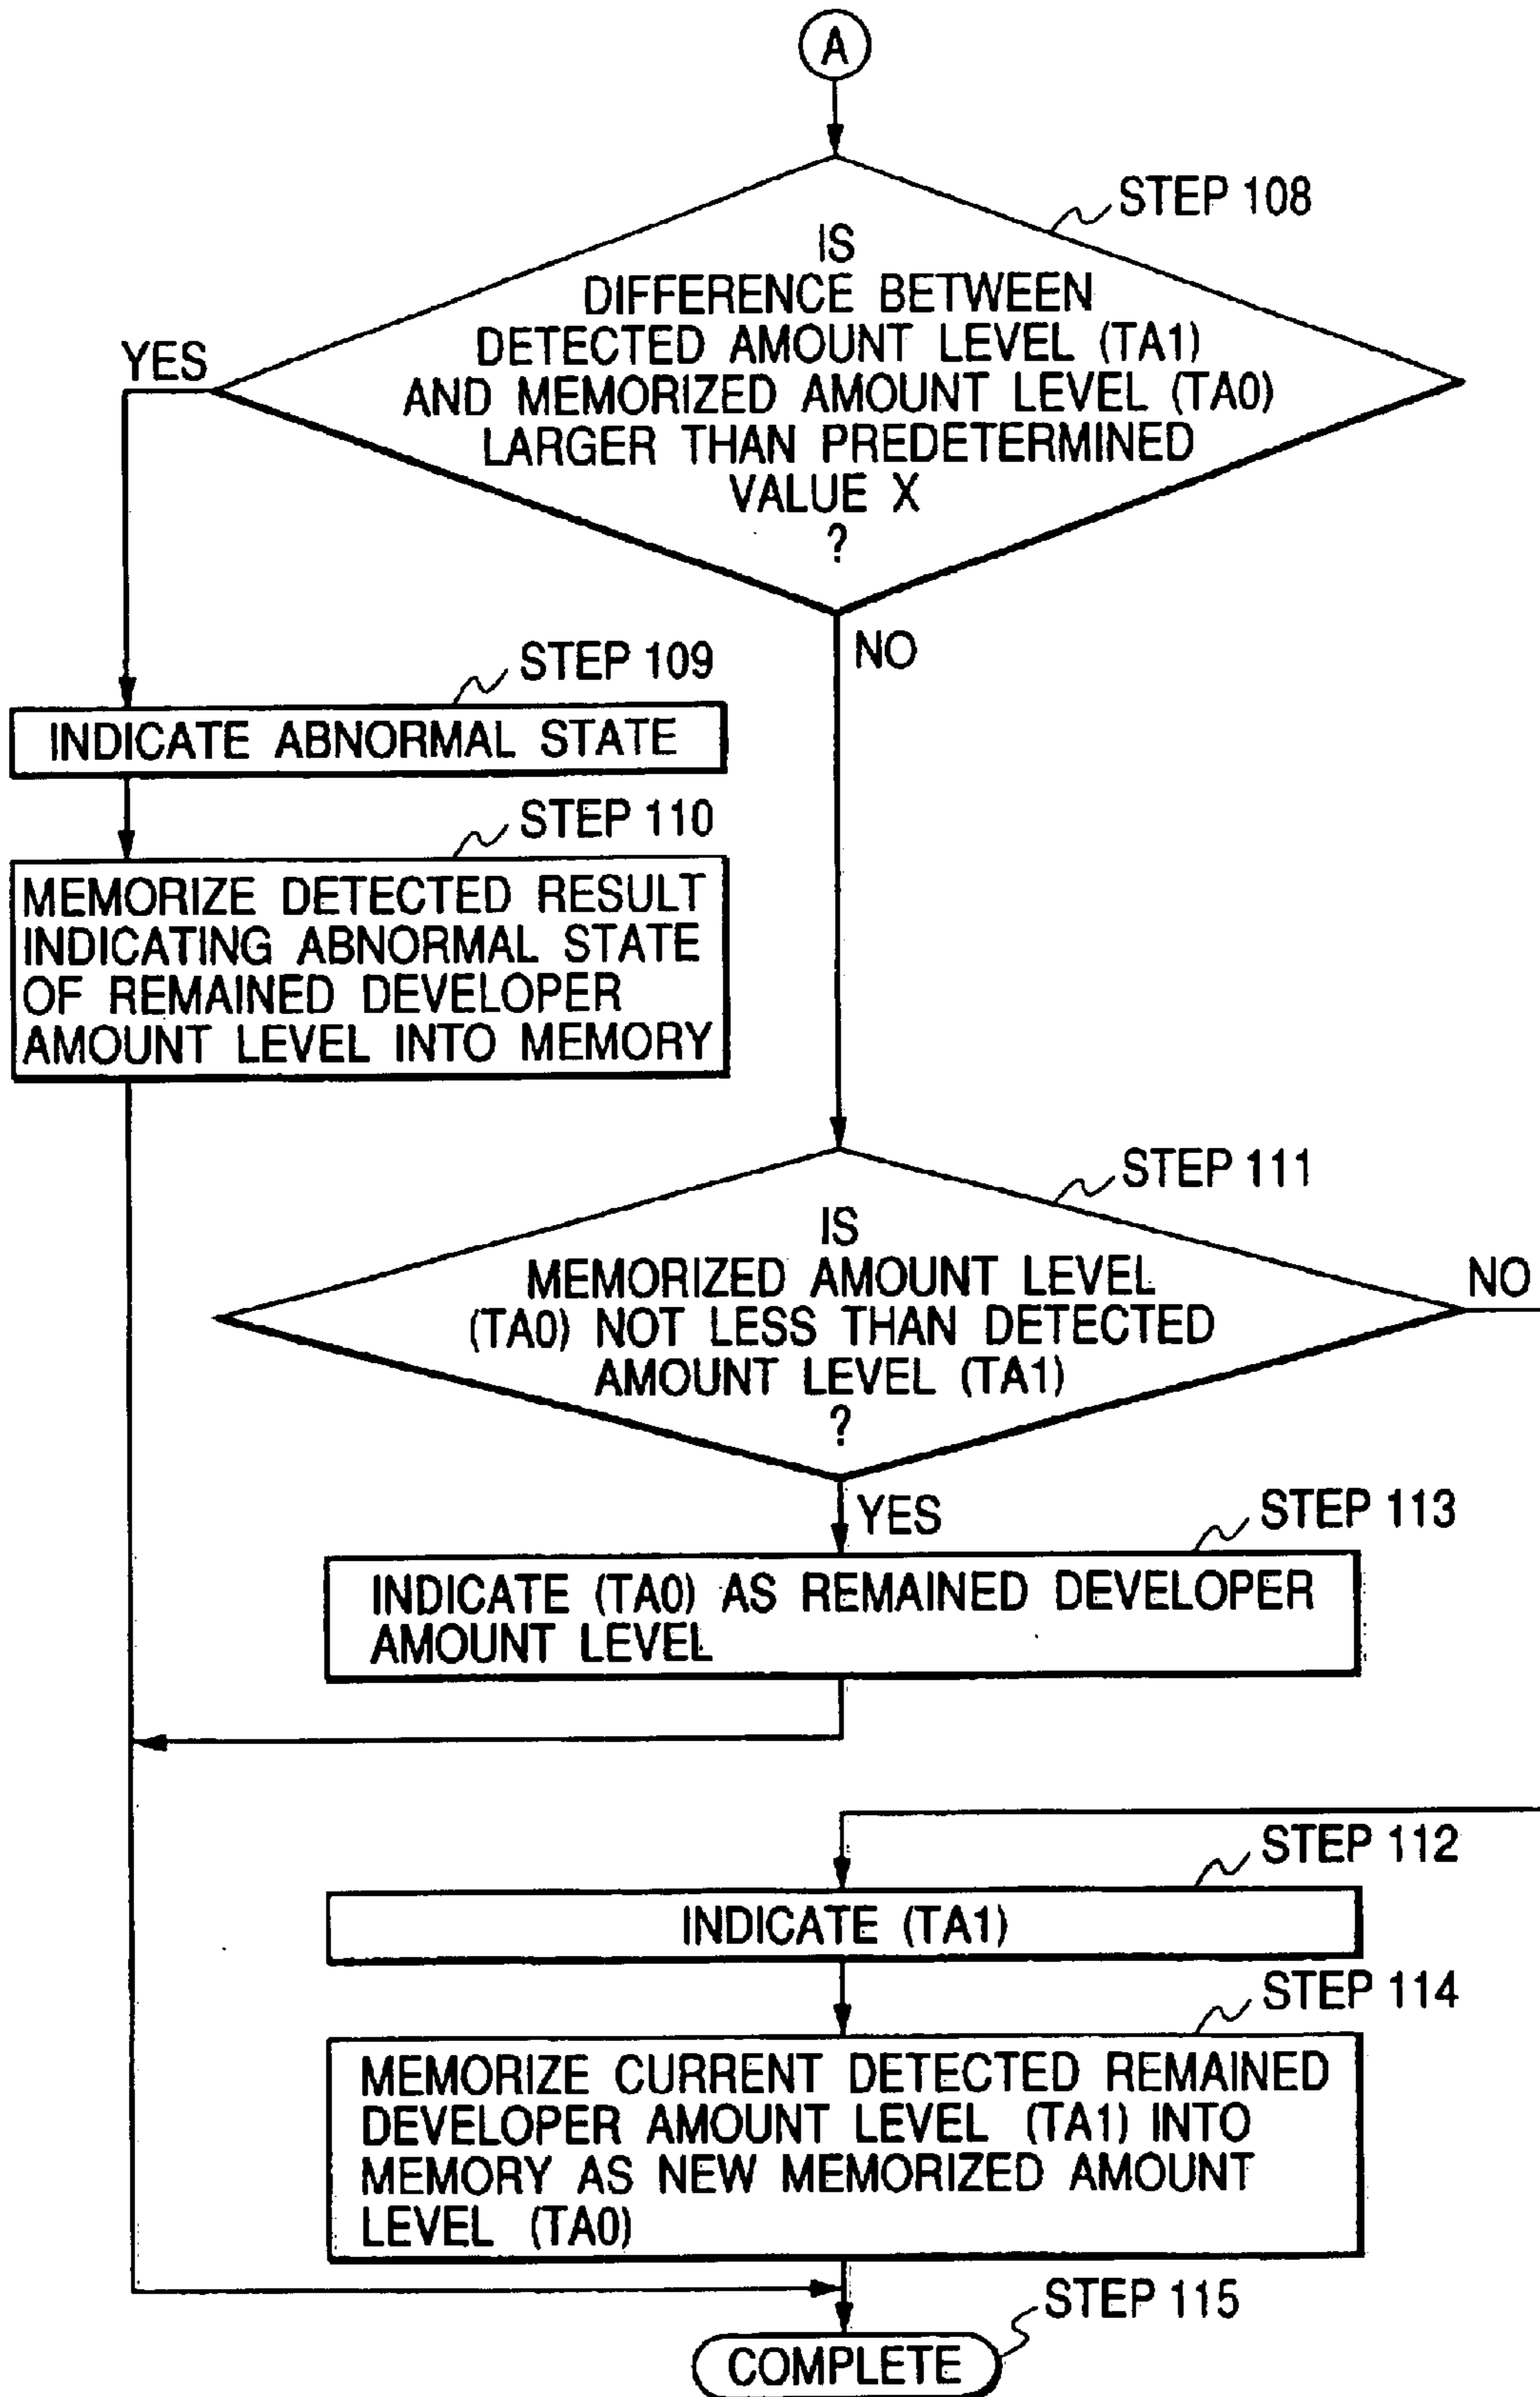 A
STEP 108
IS
DIFFERENCE BETWEEN
DETECTED AMOUNT LEVEL (TA1)
AND MEMORIZED AMOUNT LEVEL (TA0)
LARGER THAN PREDETERMINED
VALUE X
?
YES
NO
STEP 109
INDICATE ABNORMAL STATE
STEP 110
MEMORIZE DETECTED RESULT
INDICATING ABNORMAL STATE
OF REMAINED DEVELOPER
AMOUNT LEVEL INTO MEMORY
STEP 111
IS
MEMORIZED AMOUNT LEVEL
(TA0) NOT LESS THAN DETECTED
AMOUNT LEVEL (TA1)
?
NO
YES
STEP 113
INDICATE (TA0) AS REMAINED DEVELOPER
AMOUNT LEVEL
STEP 112
INDICATE (TA1)
STEP 114
MEMORIZE CURRENT DETECTED REMAINED
DEVELOPER AMOUNT LEVEL (TA1) INTO
MEMORY AS NEW MEMORIZED AMOUNT
LEVEL (TA0)
STEP 115
COMPLETE